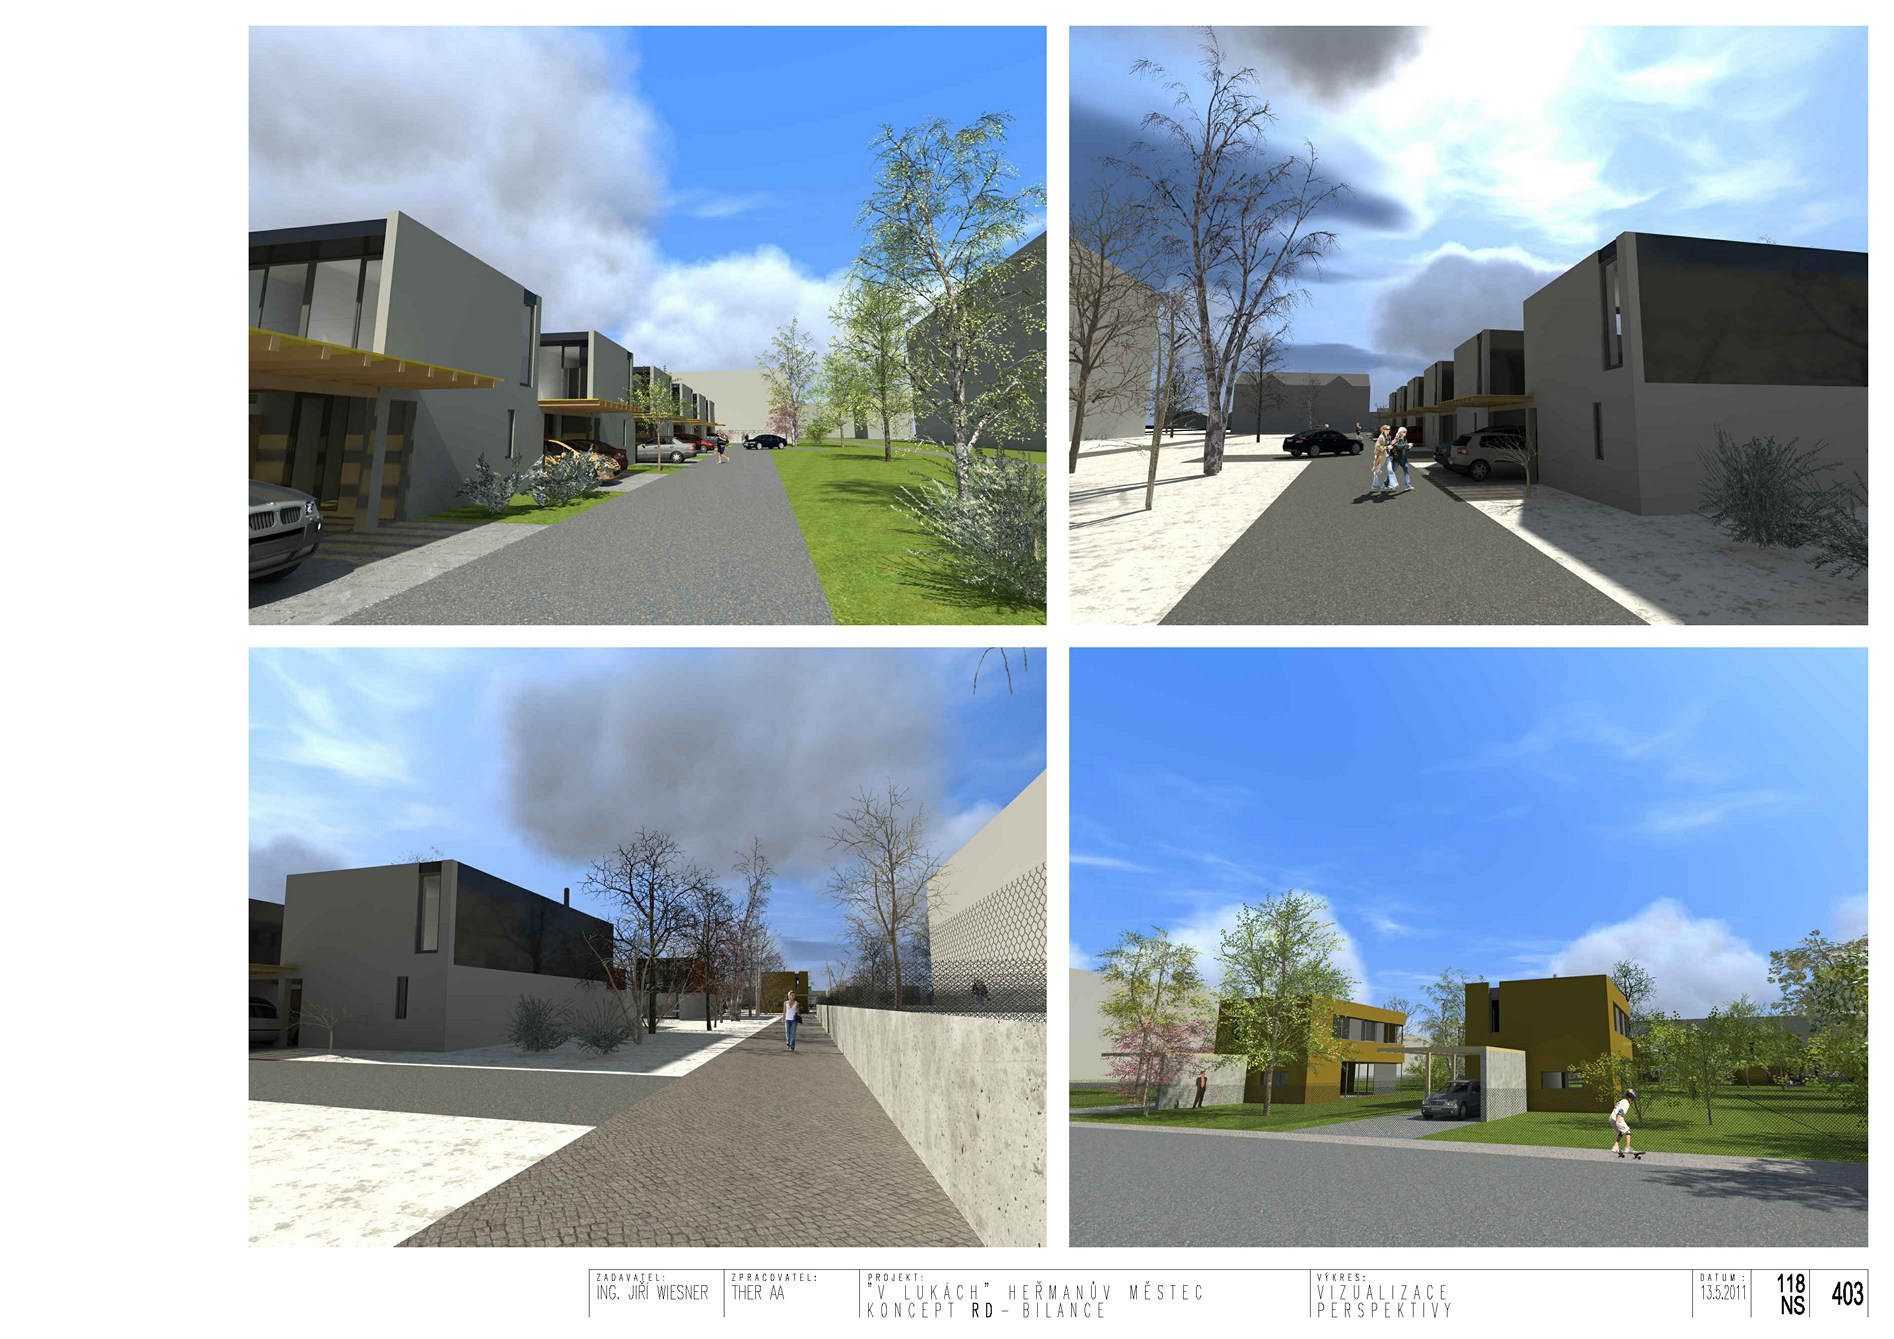 ZADAVATEL:
ING. JIŘÍ WIESNER
ZPRACOVATEL:
THER AA
PROJEKT:
"V LUKÁCH" HEŘMANŮV MĚSTEC
KONCEPT RD - BILANCE
VÝKRES:
VIZUALIZACE
PERSPEKTIVY
DATUM:
13.5.2011
118
NS
403